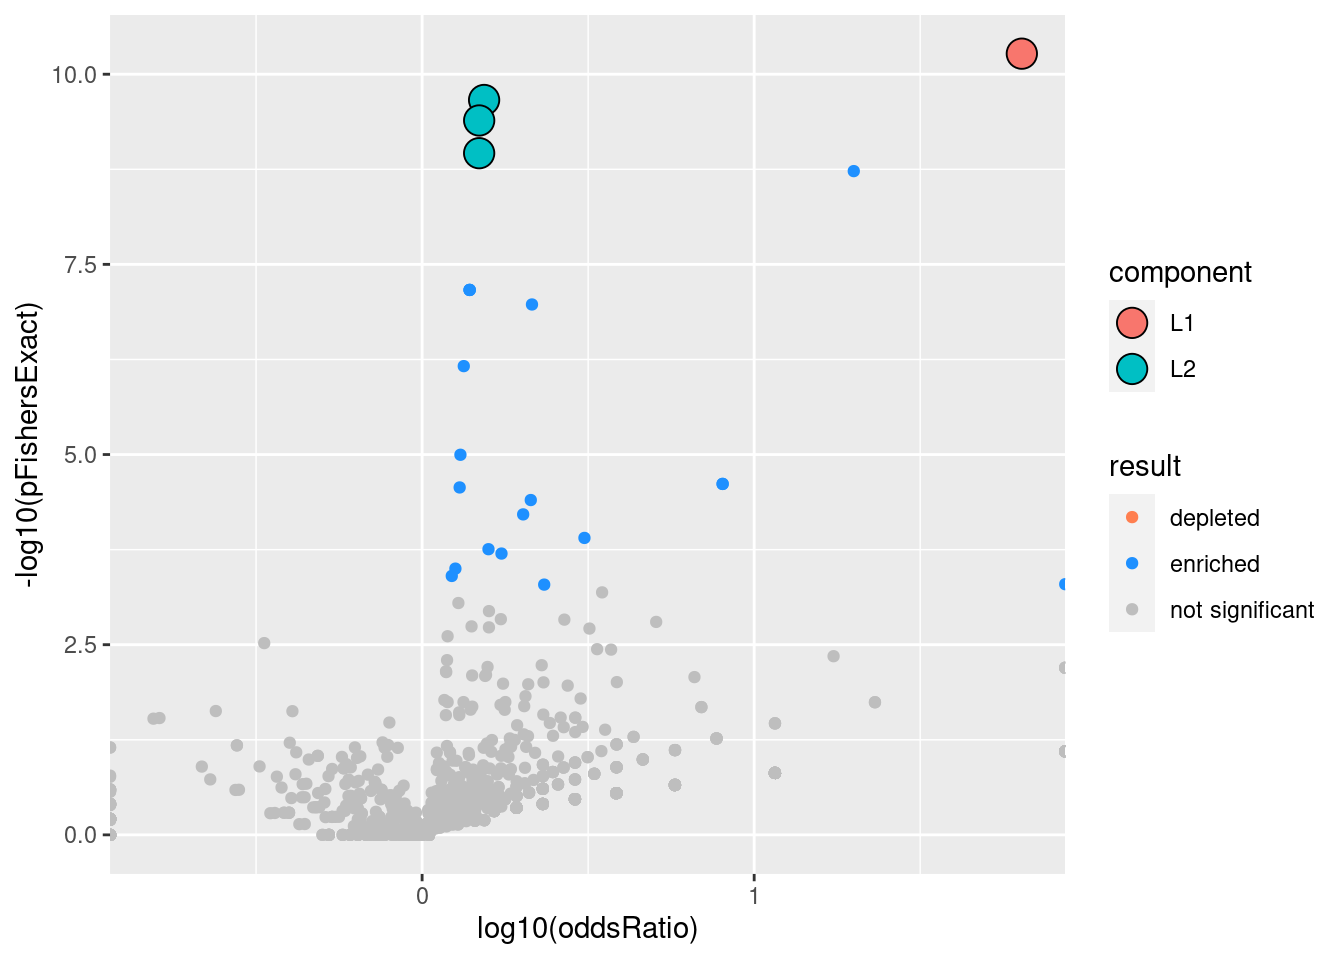 10.0
7.5
5.0
2.5
0.0
-log10(pFishersExact)
0
1
log10(oddsRatio)
component
L1
L2
result
depleted
enriched
not significant